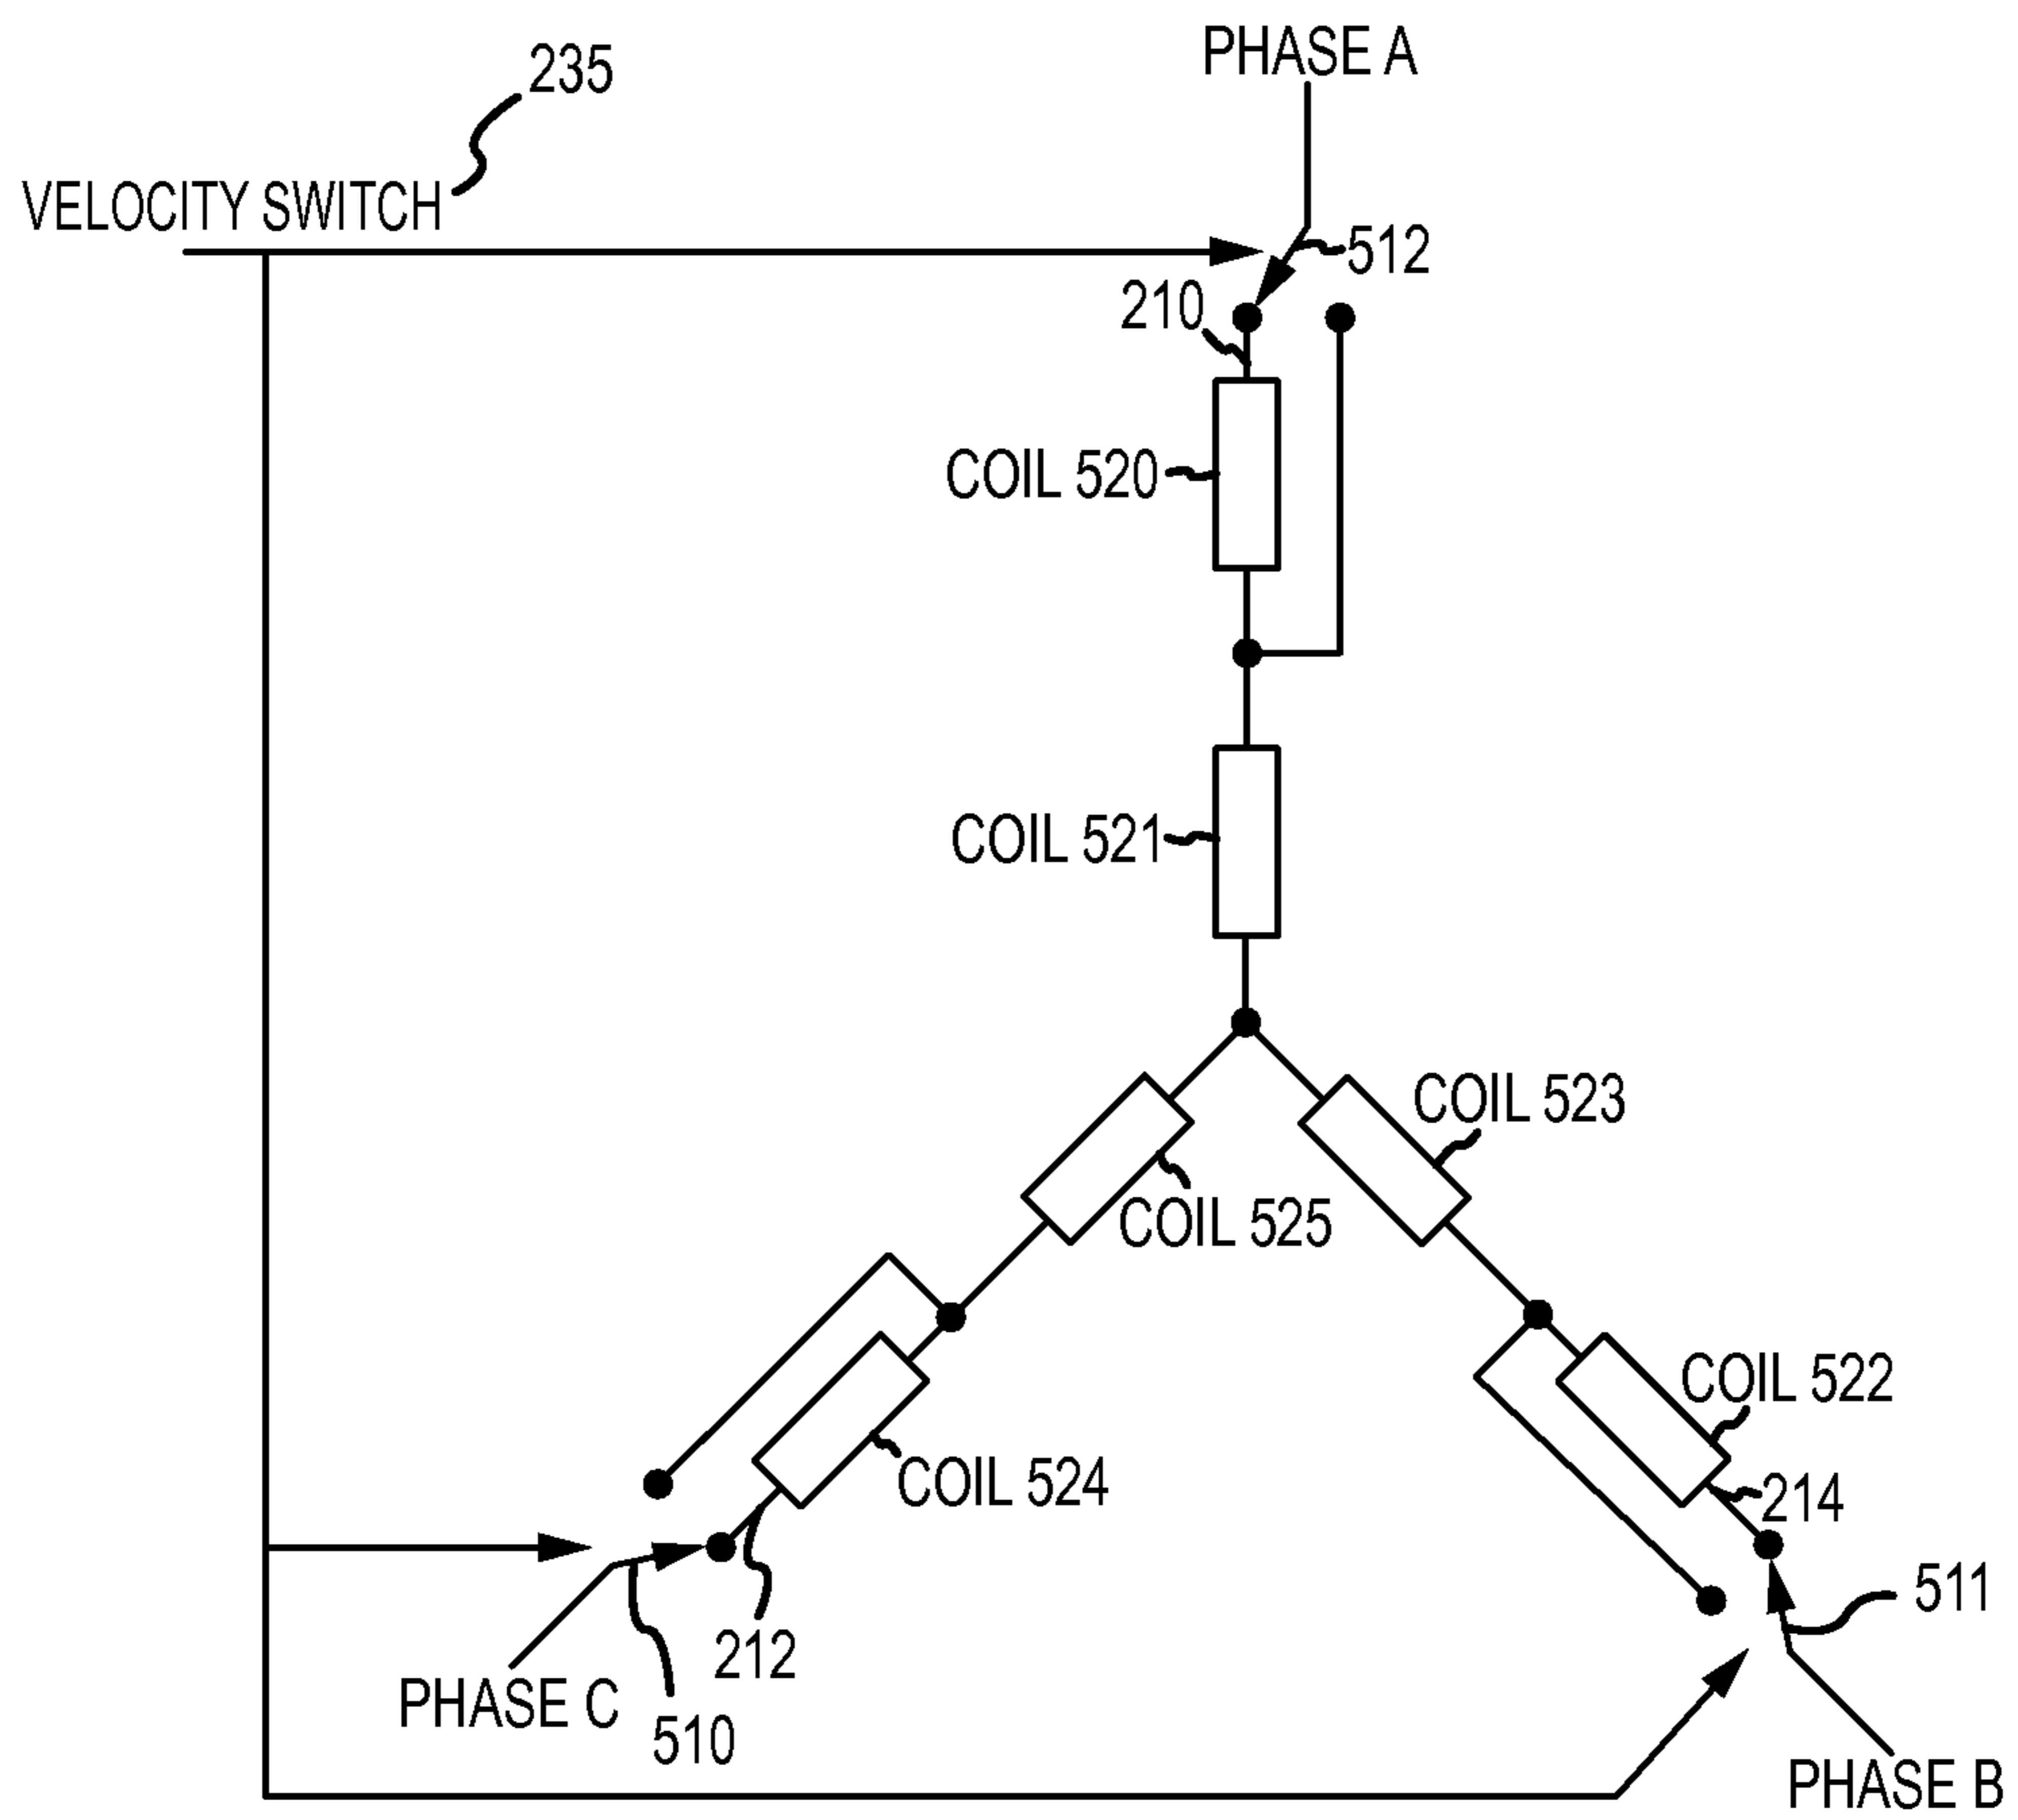 PHASE A
235
VELOCITY SWITCH
512
210
COIL 520
COIL 521
COIL 523
COIL 525
COIL 522
COIL 524
214
511
212
PHASE C
510
PHASE B